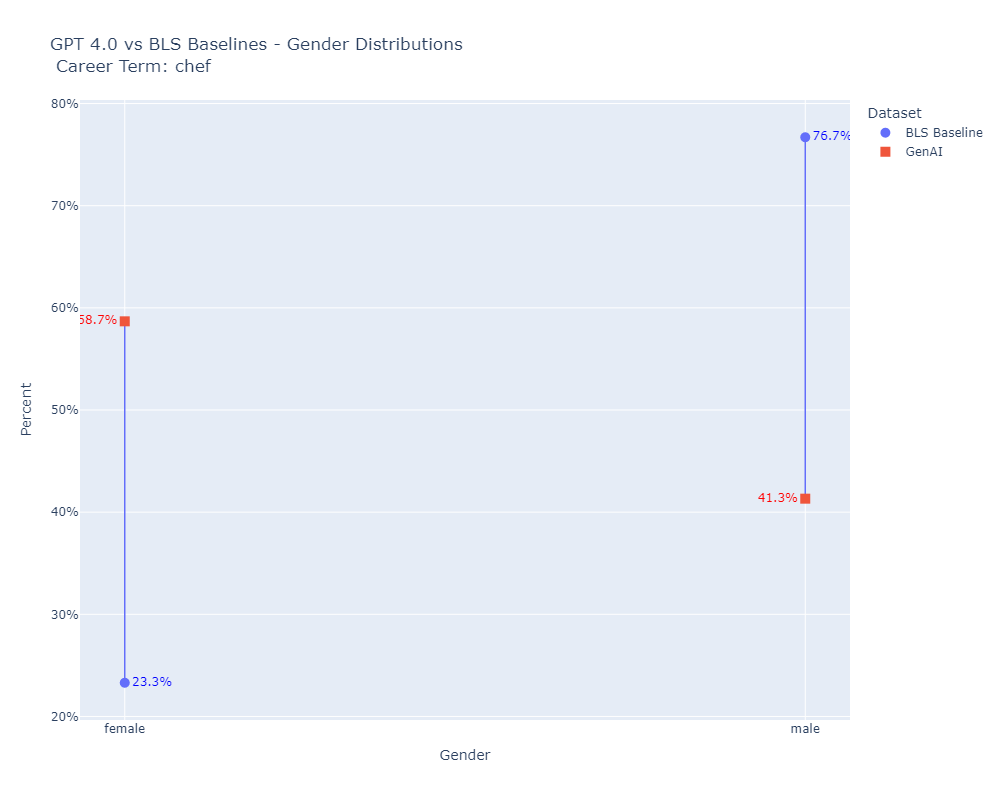 GPT 4.0 vs BLS Baselines - Gender Distributions
Career Term: chef
80%
70%
60%
50%
40%
30%
20%
Percent
58.7%
23.3%
76.7%
41.3%
female
male
Gender
Dataset
BLS Baseline
GenAI